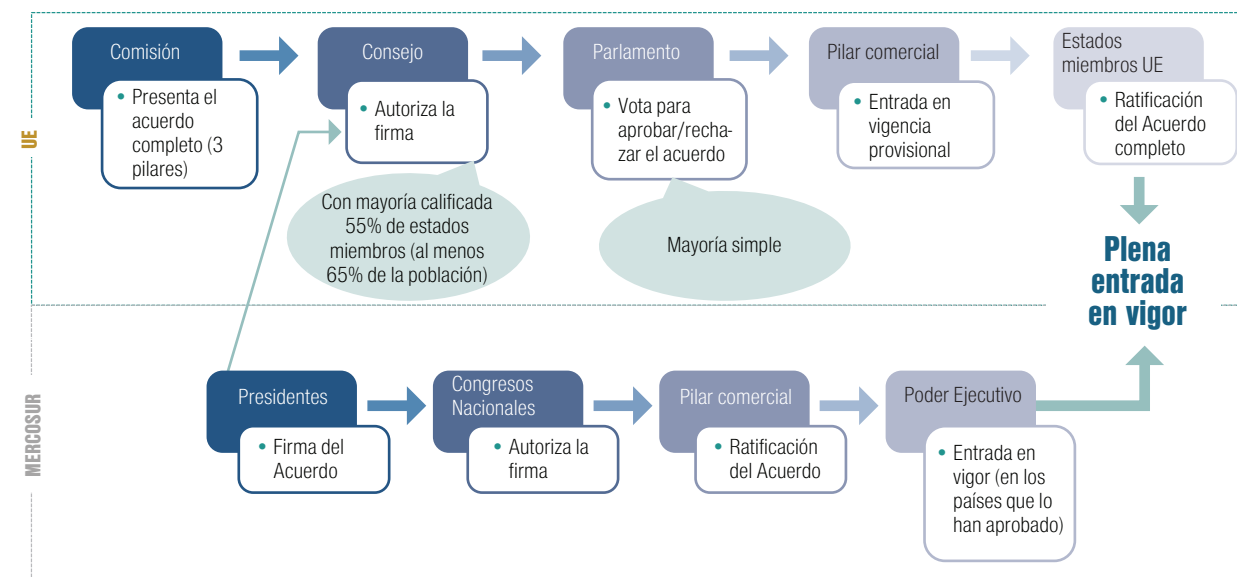 UE
Comisión
• Presenta el
acuerdo
completo (3
pilares)
Consejo
• Autoriza la
firma
Con mayoría calificada
55% de estados
miembros (al menos
65% de la población)
Parlamento
• Vota para
aprobar/recha-
zar el acuerdo
Mayoría simple
Pilar comercial
• Entrada en
vigencia
provisional
Estados
miembros UE
• Ratificación
del Acuerdo
completo
Plena
entrada
en vigor
MERCOSUR
Presidentes
• Firma del
Acuerdo
Congresos
Nacionales
• Autoriza la
firma
Pilar comercial
• Ratificación
del Acuerdo
Poder Ejecutivo
• Entrada en
vigor (en los
países que lo
han aprobado)